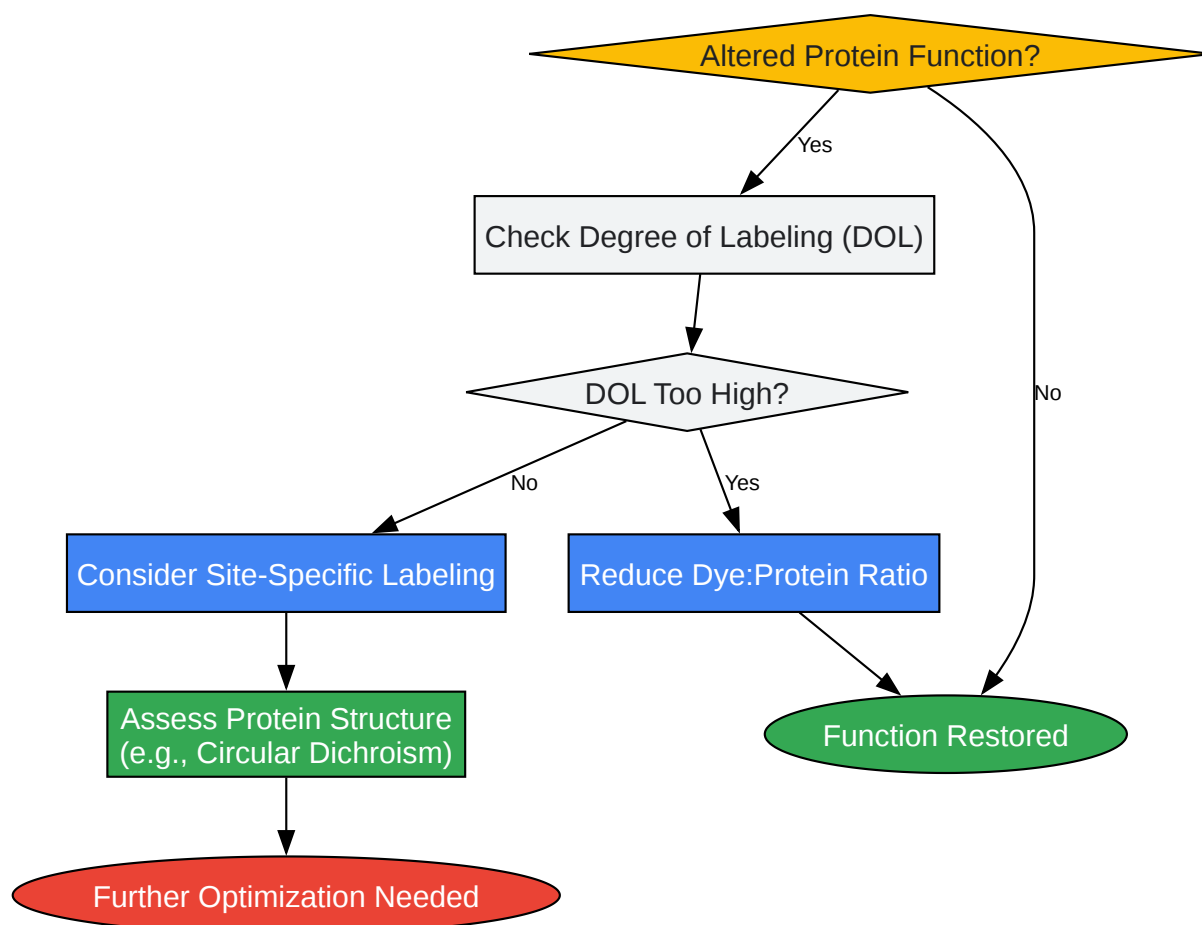 Altered Protein Function?
Yes
Check Degree of Labeling (DOL)
DOL Too High?
No
No
Yes
Consider Site-Specific Labeling
Reduce Dye:Protein Ratio
Assess Protein Structure
(e.g., Circular Dichroism)
Function Restored
Further Optimization Needed